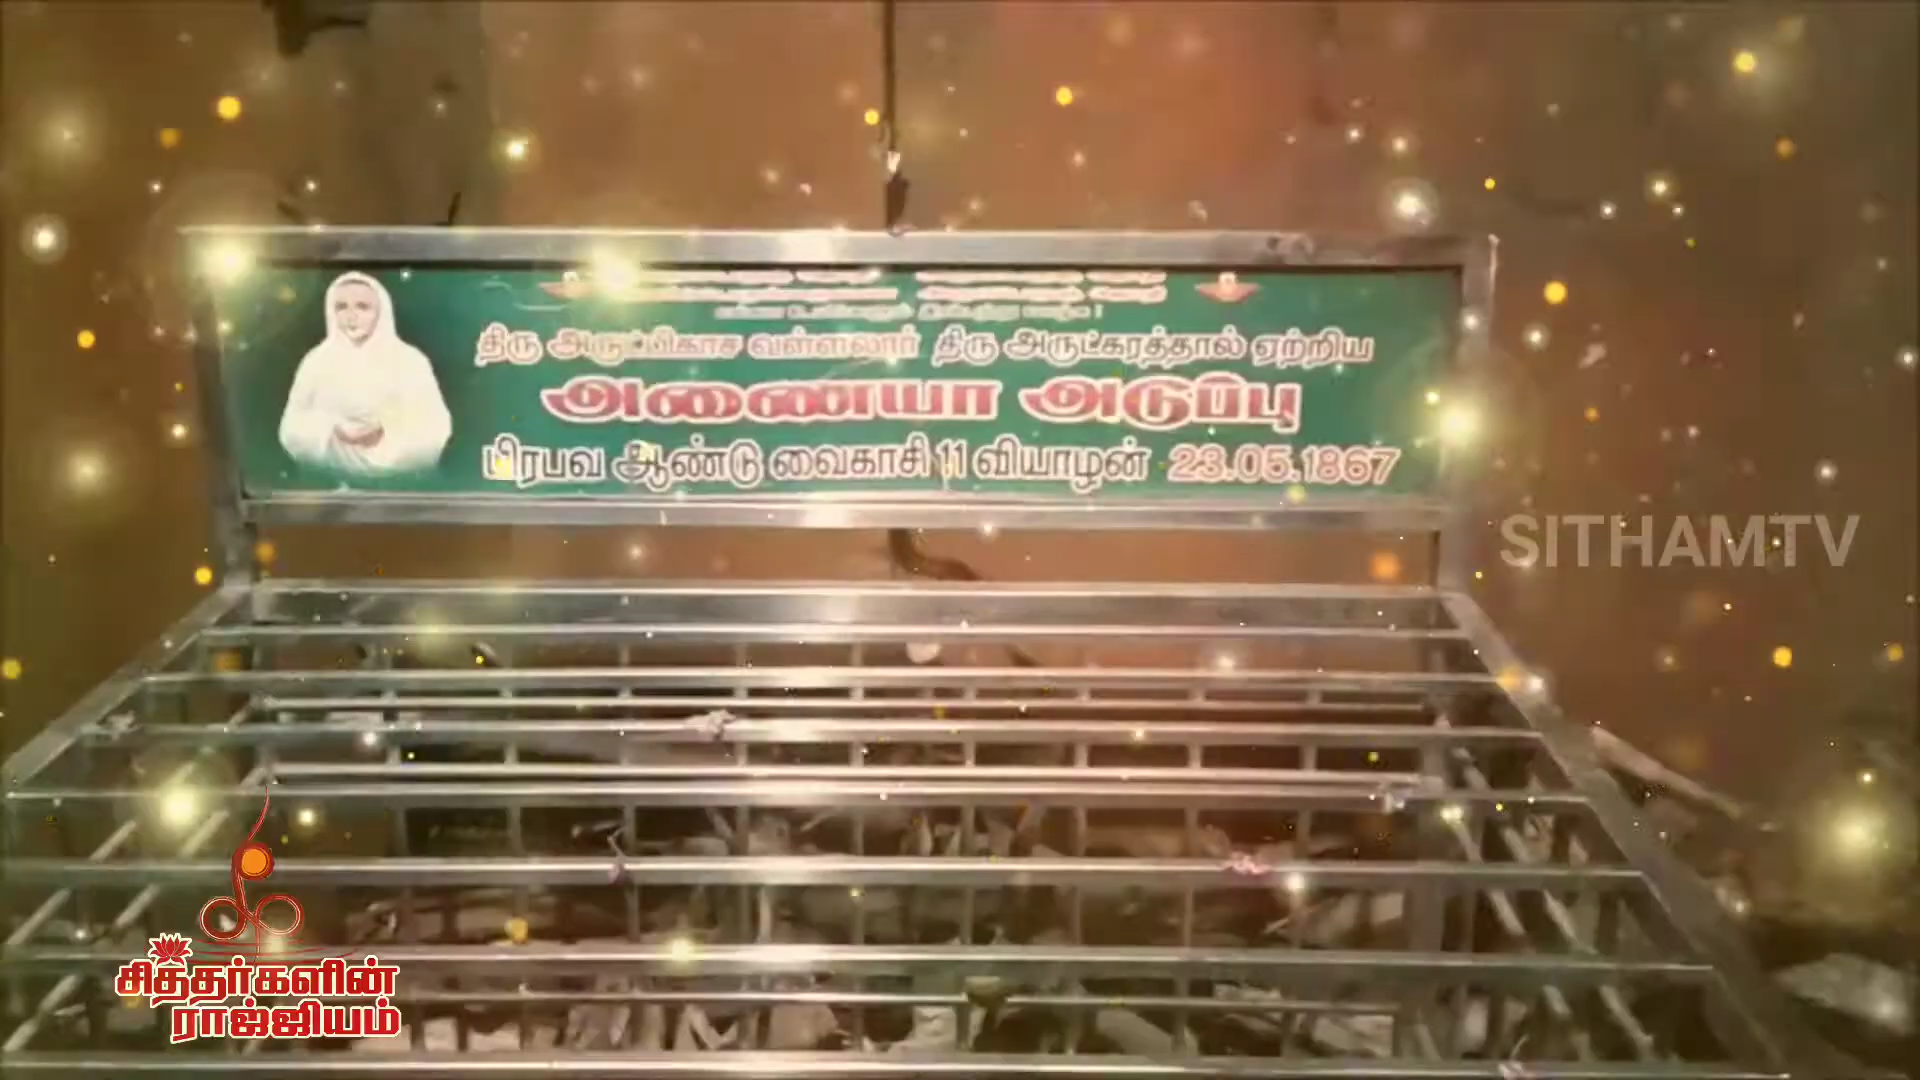 திரு அருட்பிரகாச வள்ளலார் திரு அருட்கரத்தால் ஏற்றிய
அணையா அடுப்பு
பிரபவ ஆண்டு வைகாசி 11 வியாழன் 23.05.1867
SITHAMTV
சித்தர்களின்
ராஜ்ஜியம்